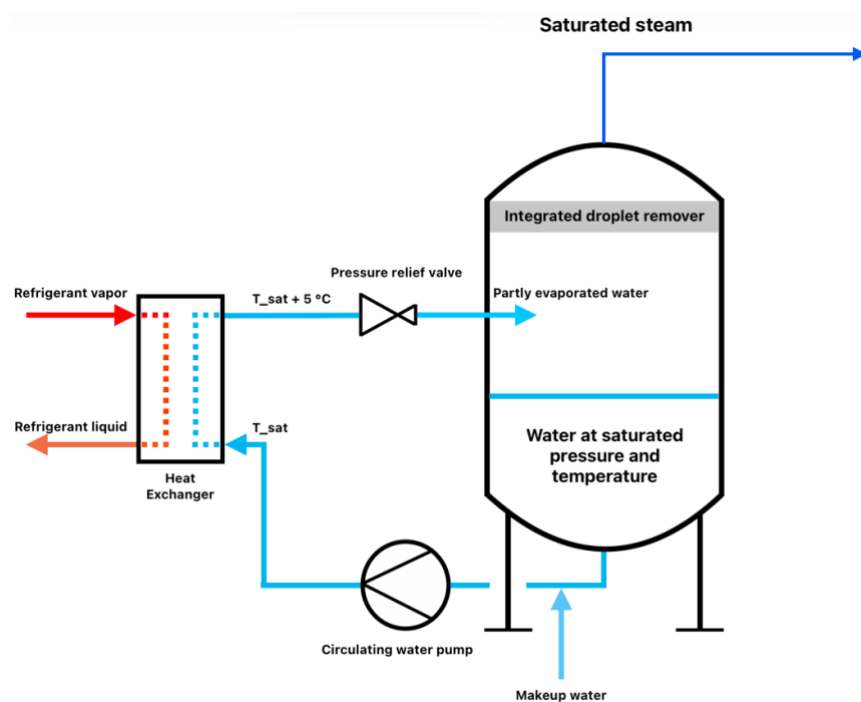 Saturated steam
Integrated droplet remover
Pressure relief valve
Refrigerant vapor
T_sat + 5 °C
Partly evaporated water
Refrigerant liquid
T_sat
Water at saturated
pressure and
temperature
Heat
Exchanger
Circulating water pump
Makeup water